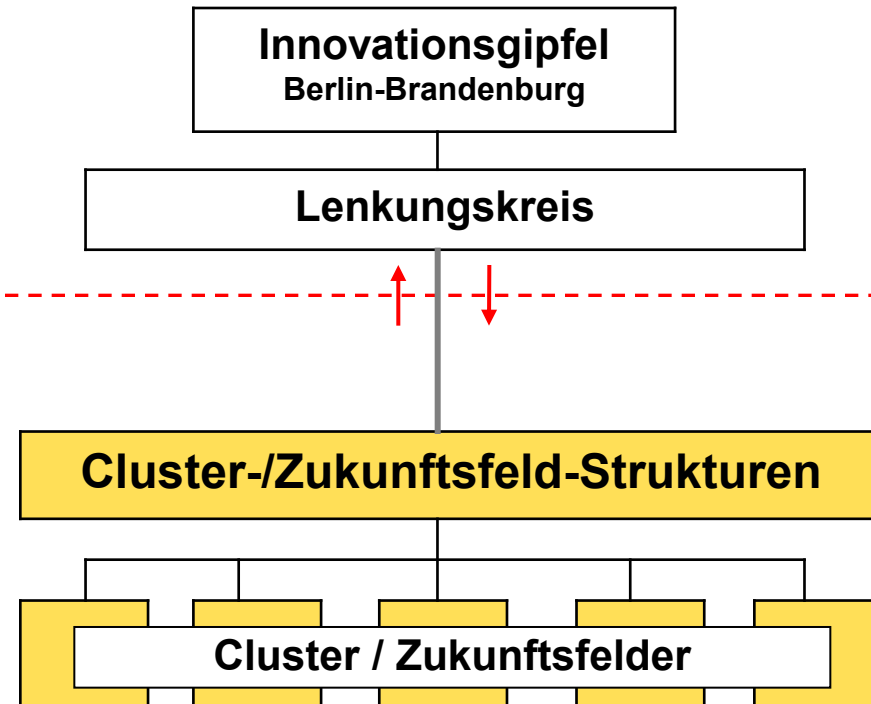 Innovationsgipfel
Berlin-Brandenburg
Lenkungskreis
Cluster-/Zukunftsfeld-Strukturen
Cluster / Zukunftsfelder